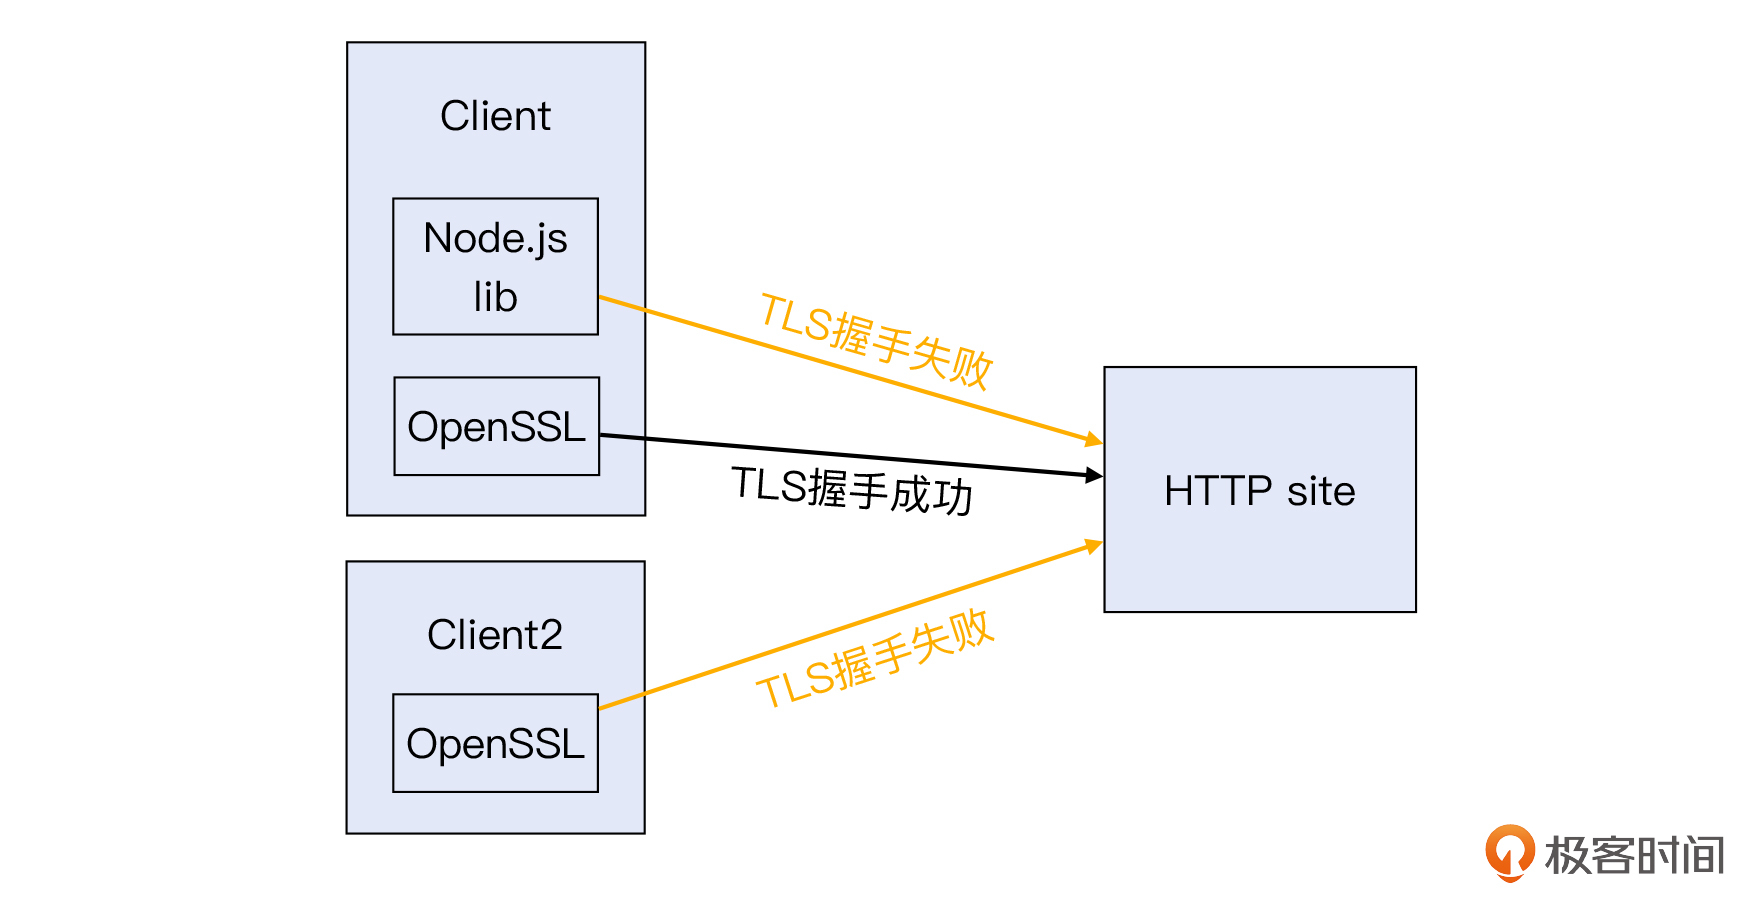 Client
Node.js
lib
OpenSSL
TLS握手失败
TLS握手成功
HTTP site
Client2
OpenSSL
TLS握手失败
极客时间